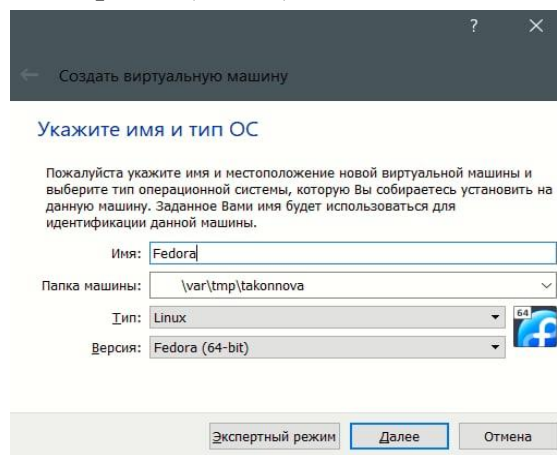 ?
Создать виртуальную машину
Укажите имя и тип ОС
Пожалуйста укажите имя и местоположение новой виртуальной машины и
выберите тип операционной системы, которую Вы собираетесь установить на
данную машину. Заданное Вами имя будет использоваться для
идентификации данной машины.
Имя: Fedora
Папка машины: \var\tmp\takonnova
Тип: Linux
64
Версия: Fedora (64-bit)
Экспертный режим Далее Отмена